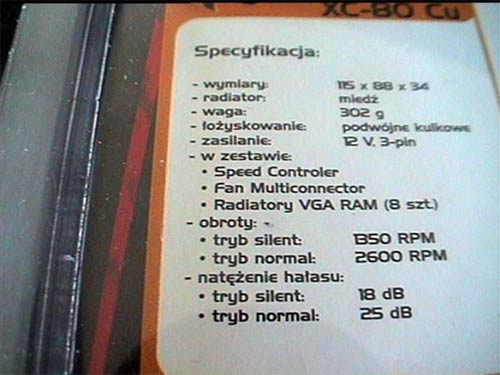 XC-80 Cu
Specyfikacja:
- wymiary: 115 x 88 x 34
- radiator: miedź
- waga: 302 g
- łożyskowanie: podwójne kulkowe
- zasilanie: 12 V, 3-pin
- w zestawie:
• Speed Controler
• Fan Multiconnector
• Radiatory VGA RAM (8 szt.)
- obroty:
• tryb silent: 1350 RPM
• tryb normal: 2600 RPM
- natężenie hałasu:
• tryb silent: 18 dB
• tryb normal: 25 dB